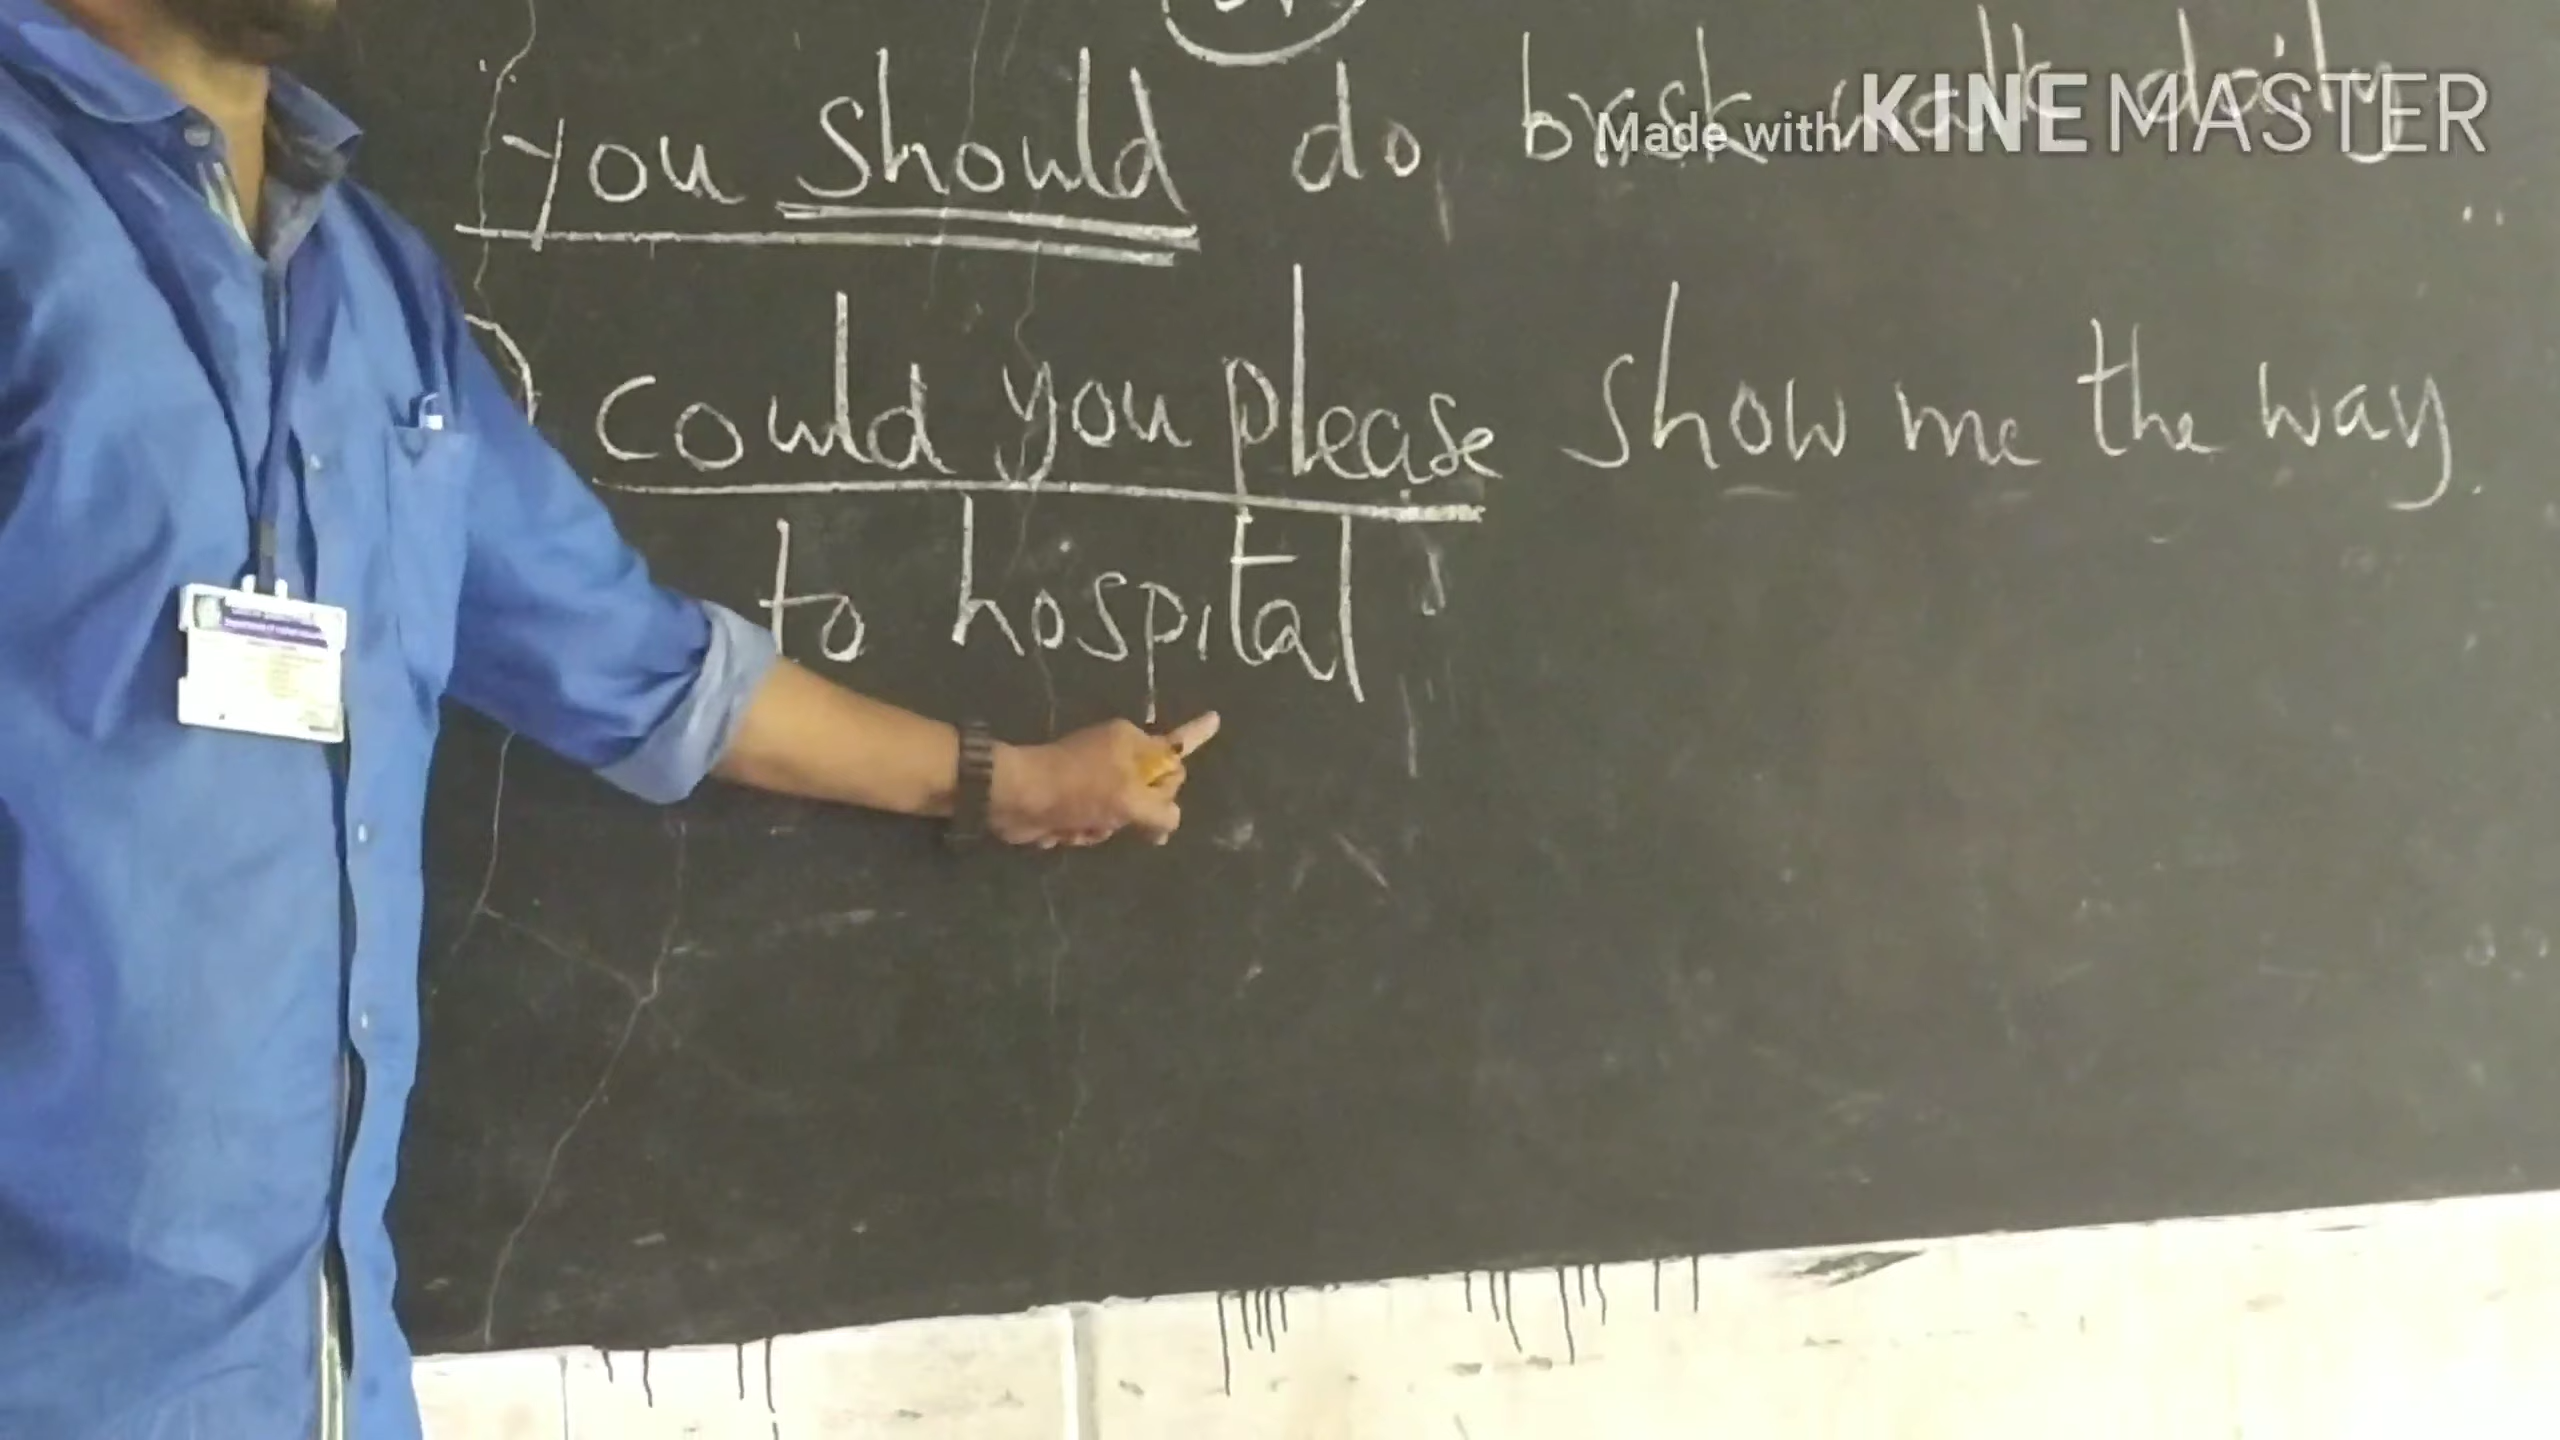 you should do brisk walk daily
Made with KINEMASTER
could you please show me the way
to hospital